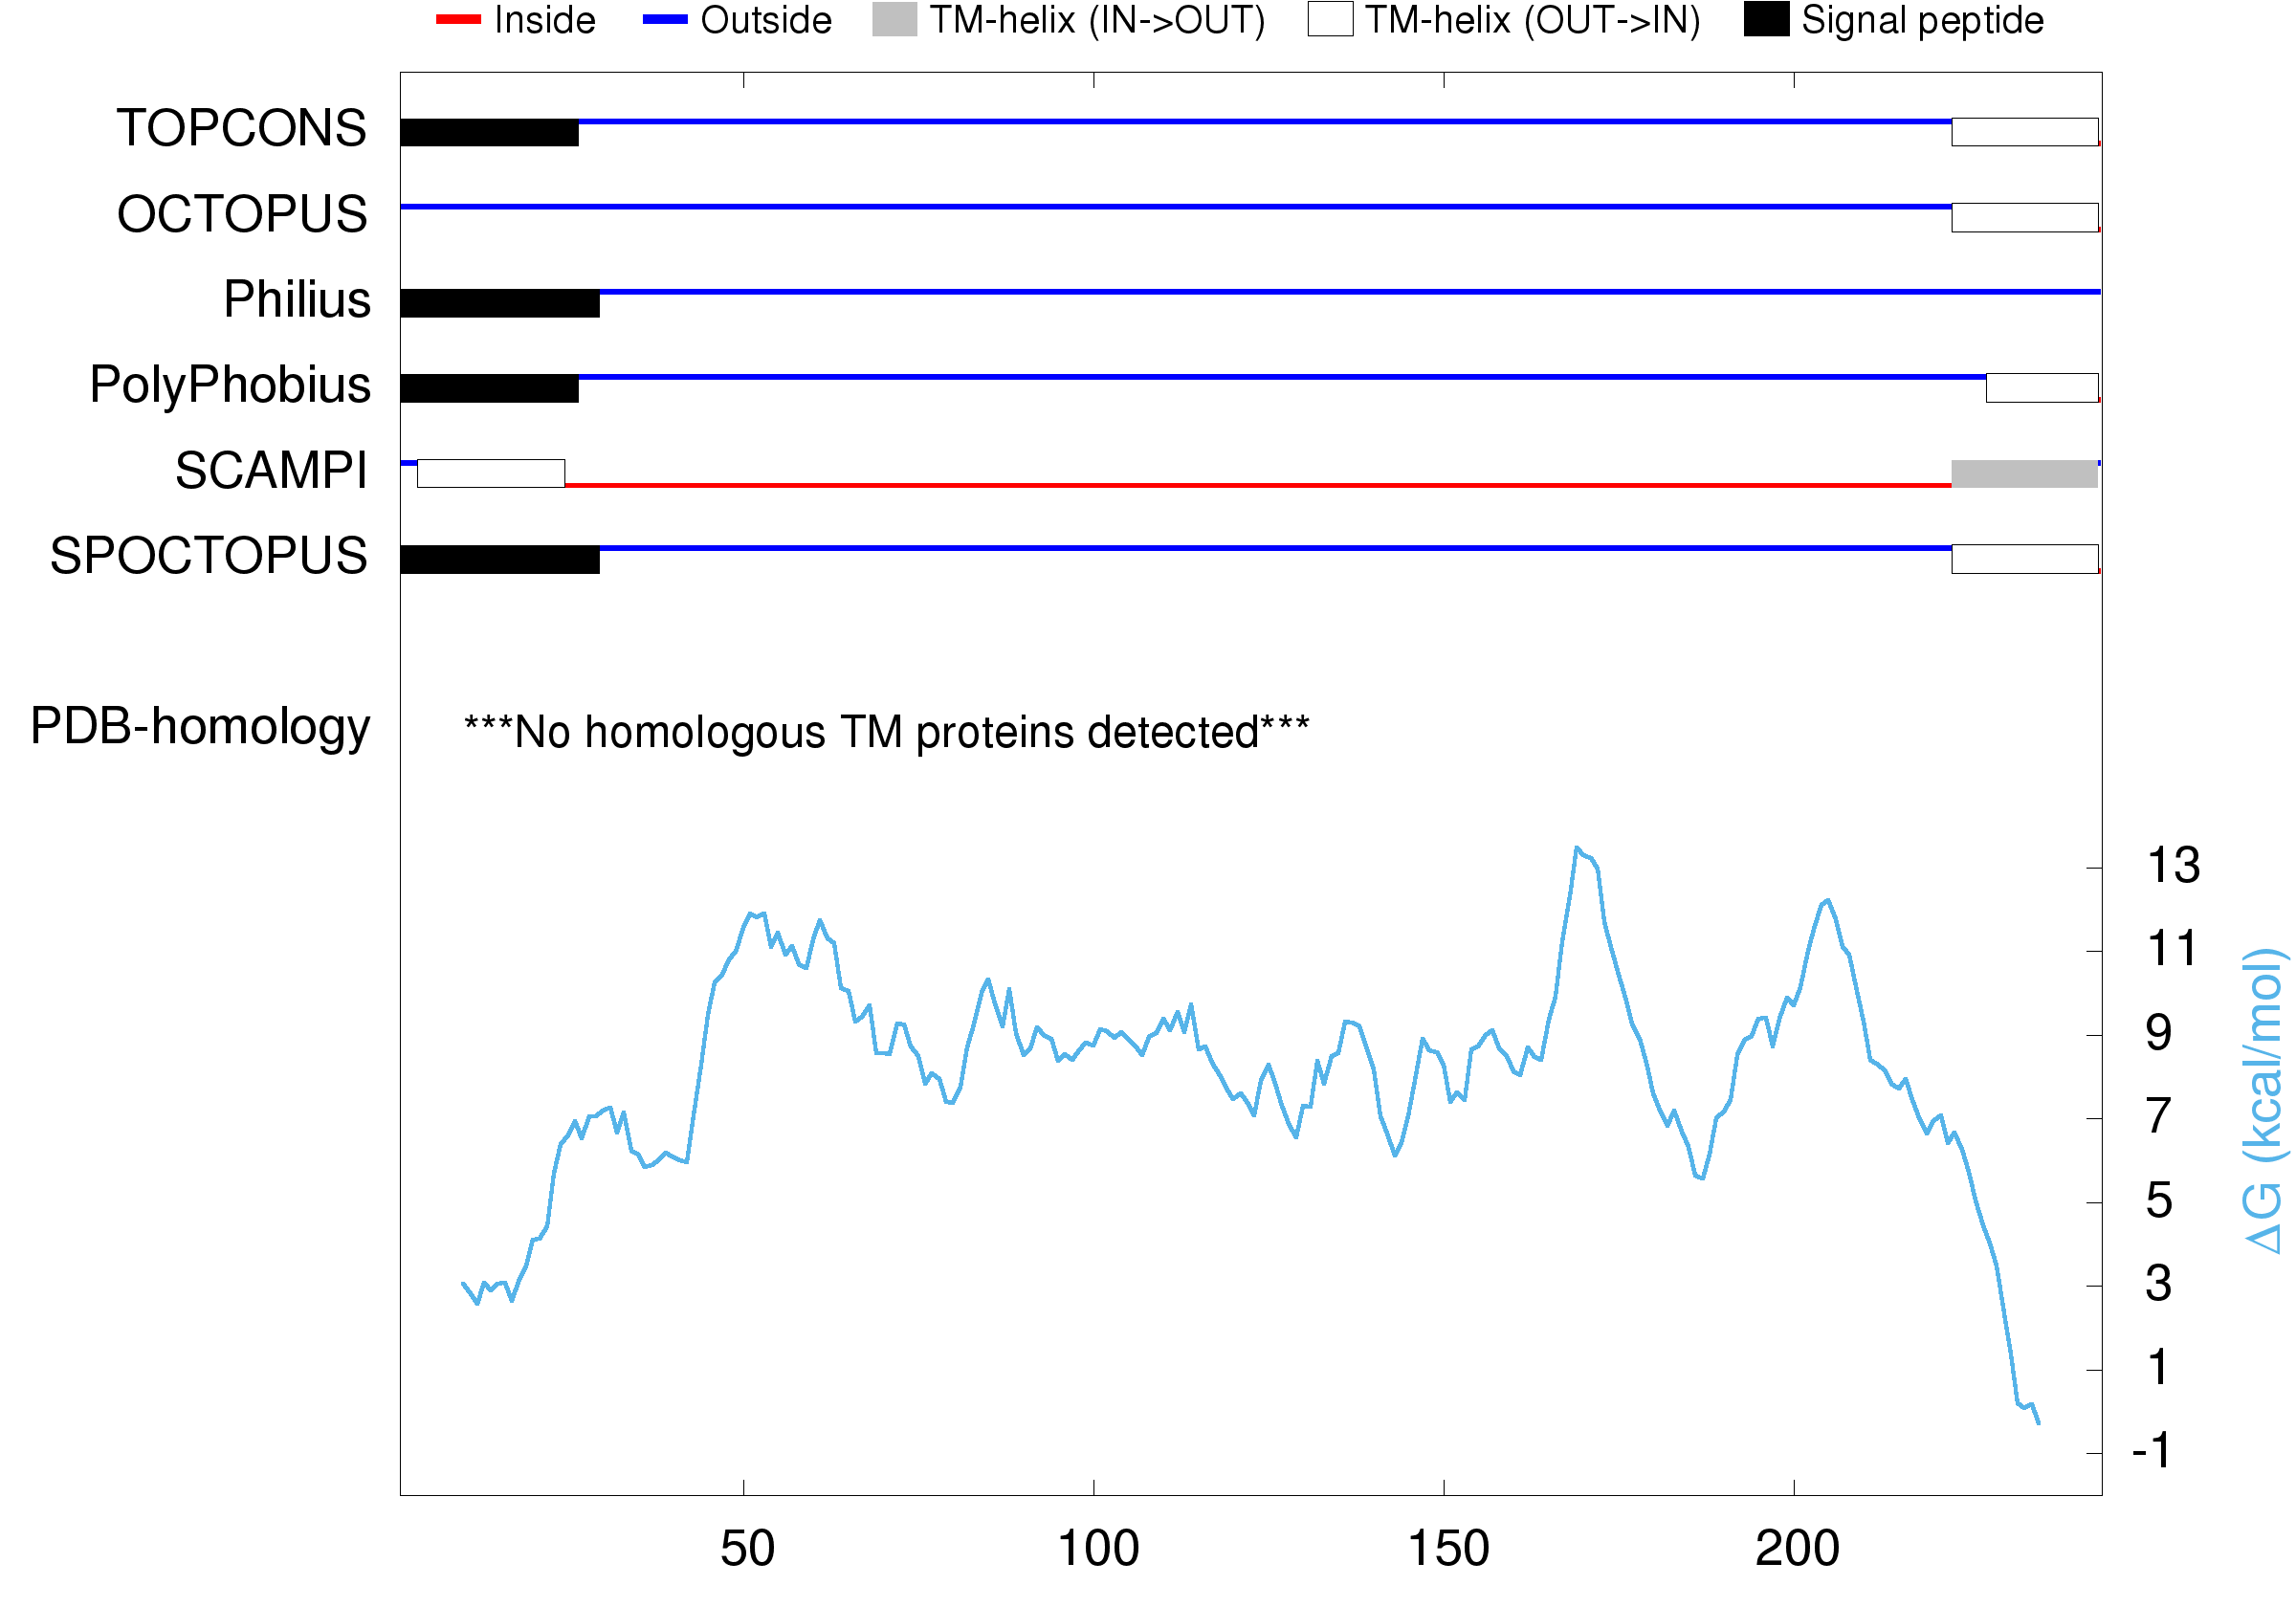 Inside Outside TM-helix (IN->OUT) TM-helix (OUT->IN) Signal peptide
TOPCONS
OCTOPUS
Philius
PolyPhobius
SCAMPI
SPOCTOPUS
PDB-homology ***No homologous TM proteins detected***
13
11
9
7
5
3
1
-1
ΔG (kcal/mol)
50 100 150 200